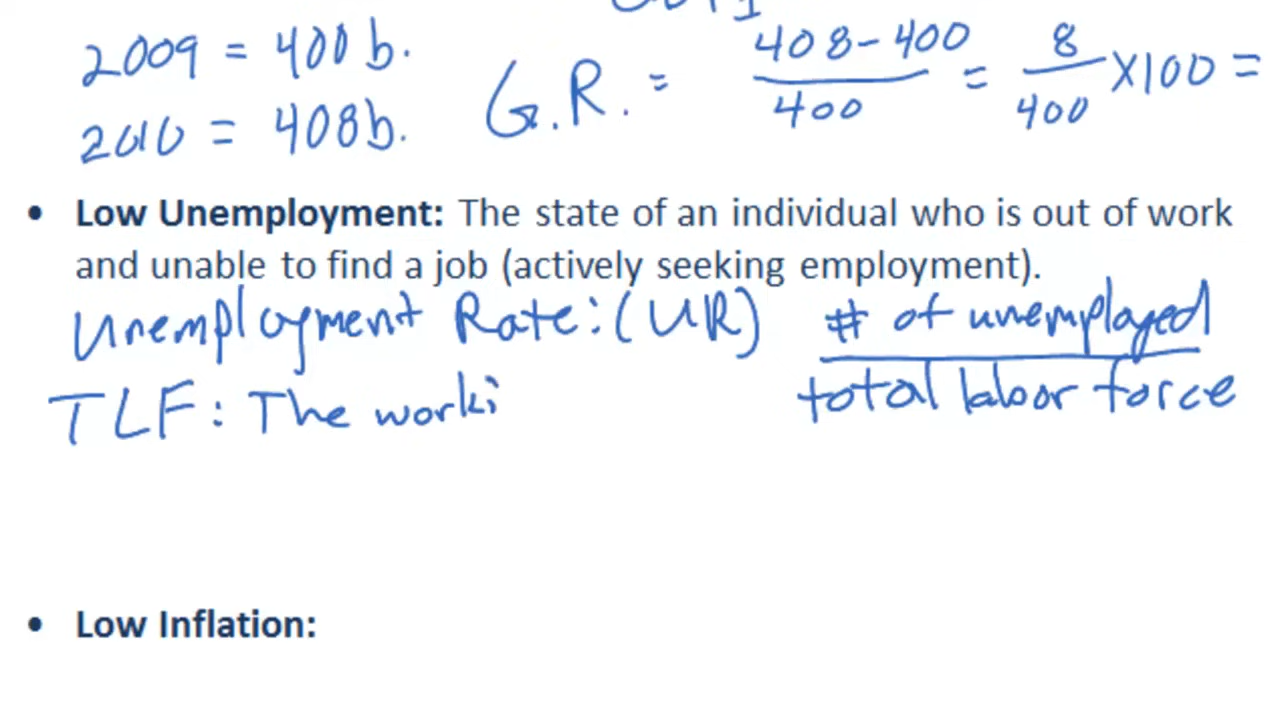 2009 = 400 b.
2010 = 408 b.
G.R. = 408 - 400 / 400 = 8 / 400 X 100 =
• Low Unemployment: The state of an individual who is out of work
and unable to find a job (actively seeking employment).
Unemployment Rate: (UR) # of unemployed / total labor force
TLF: The worki
• Low Inflation: